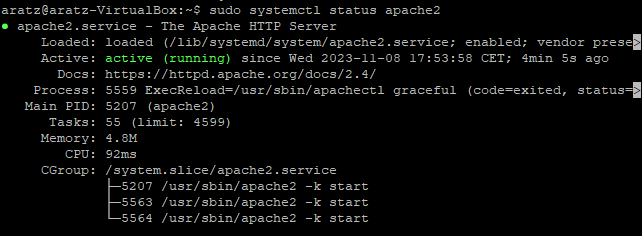 aratz@aratz-VirtualBox:~$ sudo systemctl status apache2
● apache2.service - The Apache HTTP Server
     Loaded: loaded (/lib/systemd/system/apache2.service; enabled; vendor prese>
     Active: active (running) since Wed 2023-11-08 17:53:58 CET; 4min 5s ago
       Docs: https://httpd.apache.org/docs/2.4/
    Process: 5559 ExecReload=/usr/sbin/apachectl graceful (code=exited, status=>
   Main PID: 5207 (apache2)
      Tasks: 55 (limit: 4599)
     Memory: 4.8M
        CPU: 92ms
     CGroup: /system.slice/apache2.service
             ├─5207 /usr/sbin/apache2 -k start
             ├─5563 /usr/sbin/apache2 -k start
             └─5564 /usr/sbin/apache2 -k start